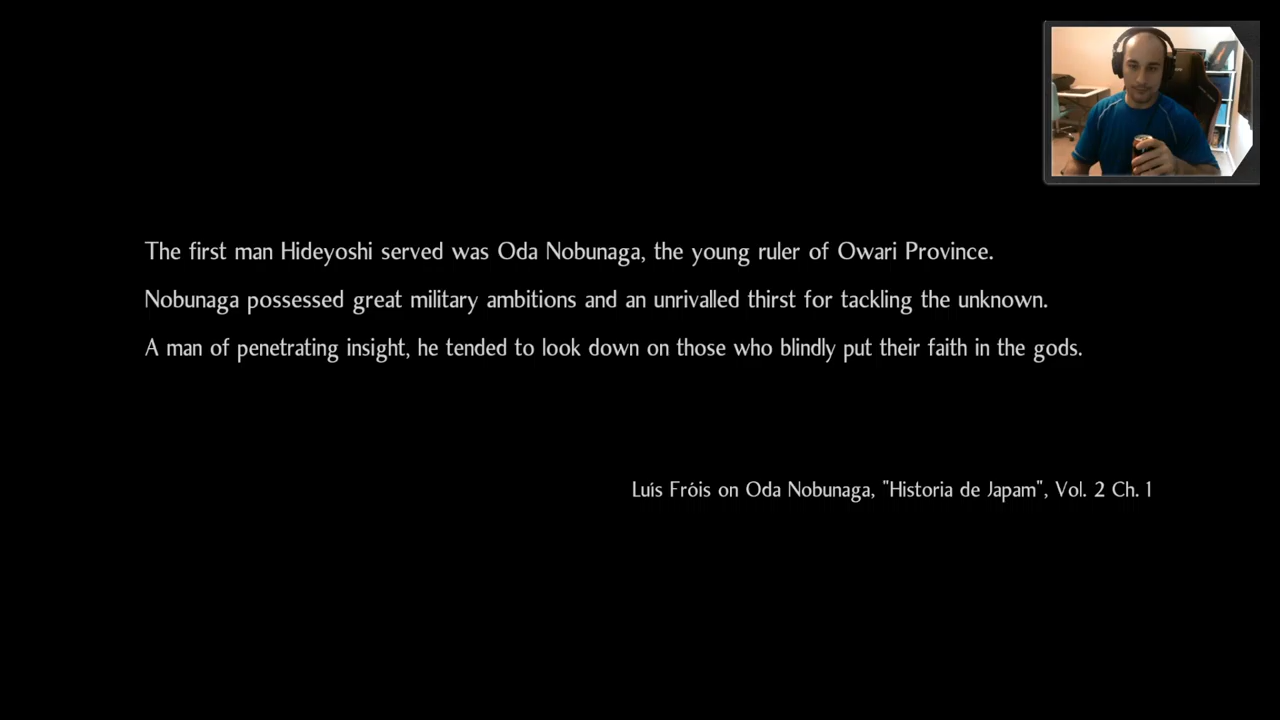 The first man Hideyoshi served was Oda Nobunaga, the young ruler of Owari Province.
Nobunaga possessed great military ambitions and an unrivalled thirst for tackling the unknown.
A man of penetrating insight, he tended to look down on those who blindly put their faith in the gods.
Luís Fróis on Oda Nobunaga, "Historia de Japam", Vol. 2 Ch. 1